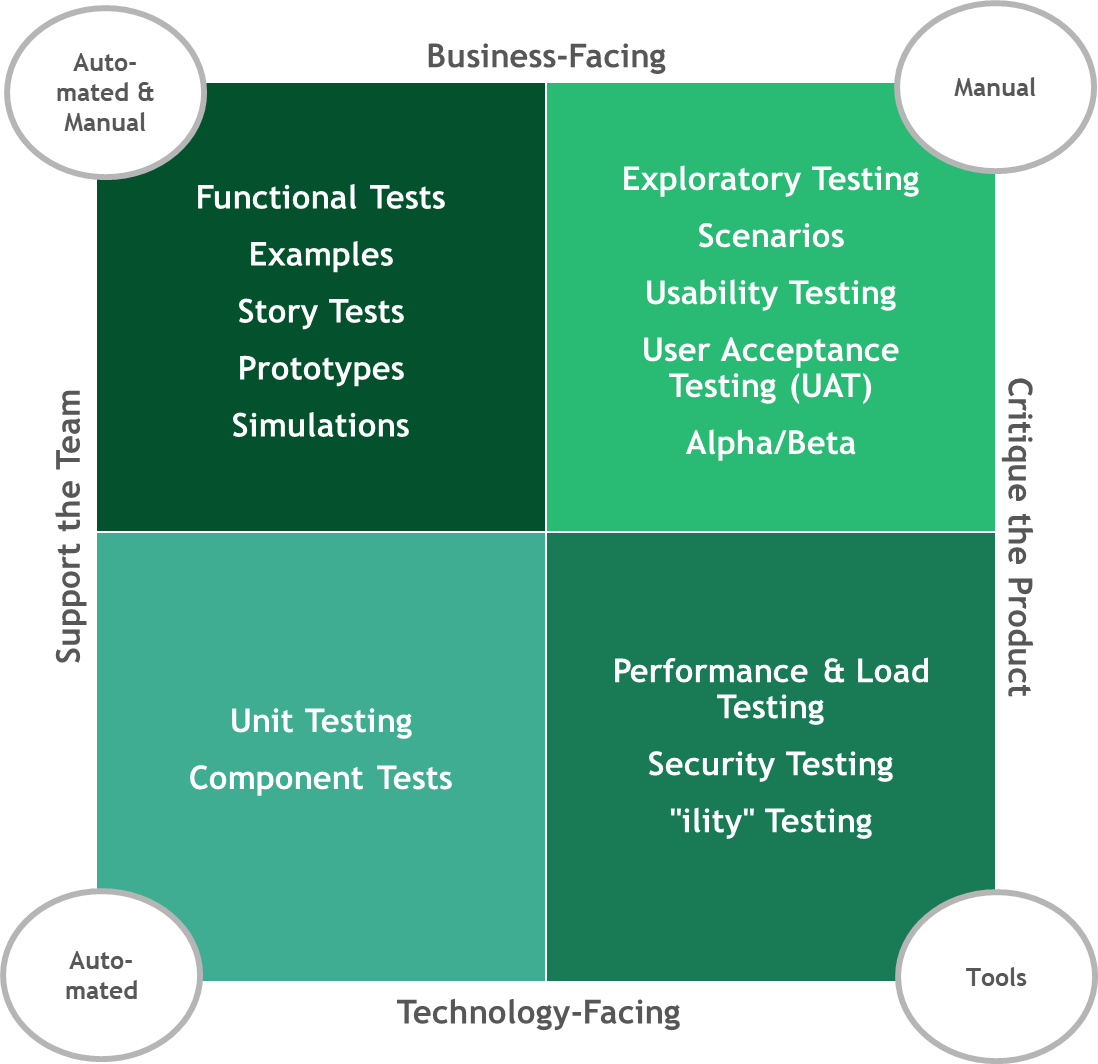 Auto-
mated &
Manual
Business-Facing
Manual
Functional Tests
Examples
Story Tests
Prototypes
Simulations
Exploratory Testing
Scenarios
Usability Testing
User Acceptance
Testing (UAT)
Alpha/Beta
Support the Team
Critique the Product
Unit Testing
Component Tests
Performance & Load
Testing
Security Testing
"ility" Testing
Auto-
mated
Technology-Facing
Tools